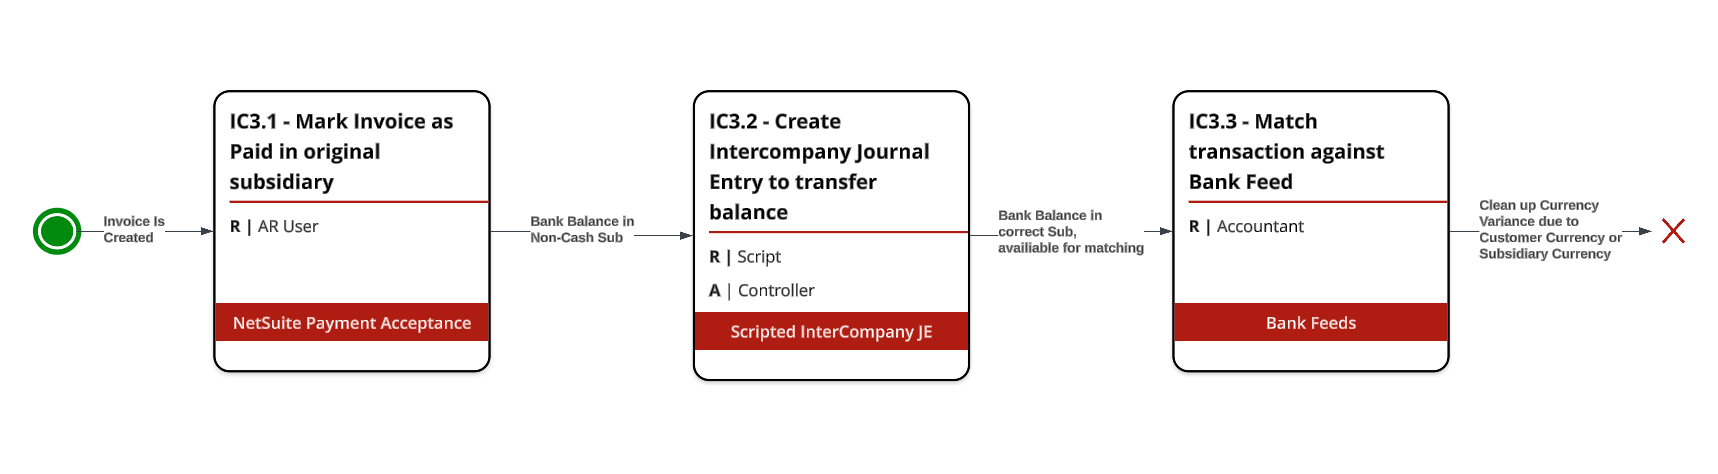 Invoice Is
Created
IC3.1 - Mark Invoice as
Paid in original
subsidiary
R | AR User
NetSuite Payment Acceptance
Bank Balance in
Non-Cash Sub
IC3.2 - Create
Intercompany Journal
Entry to transfer
balance
R | Script
A | Controller
Scripted InterCompany JE
Bank Balance in
correct Sub,
availiable for matching
IC3.3 - Match
transaction against
Bank Feed
R | Accountant
Bank Feeds
Clean up Currency
Variance due to
Customer Currency or
Subsidiary Currency